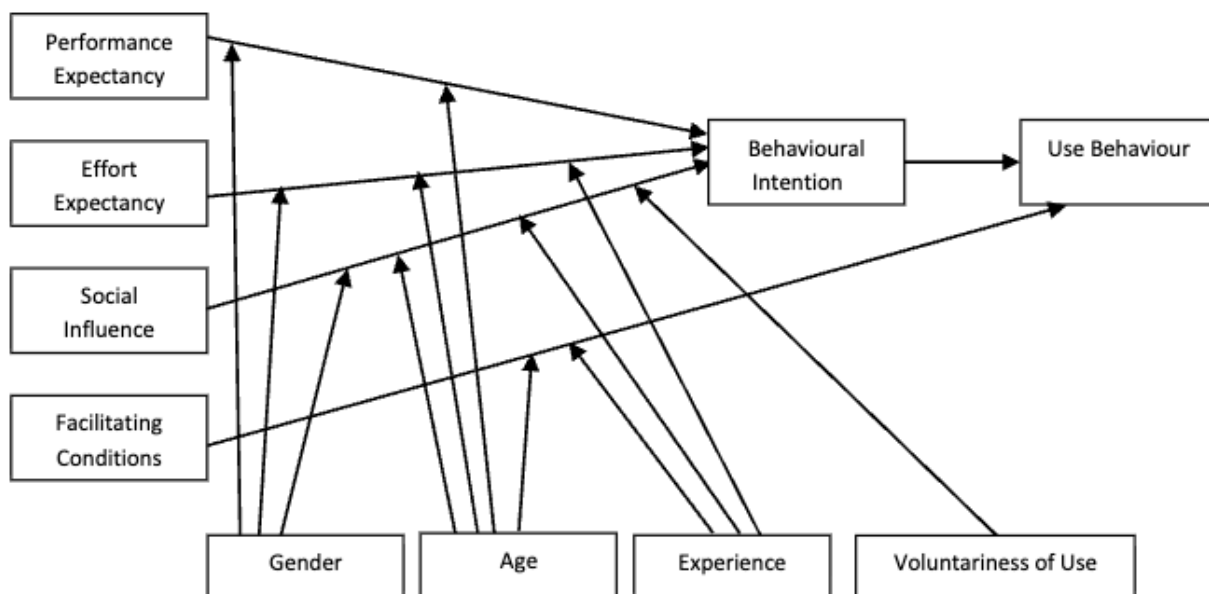 Performance
Expectancy
Effort
Expectancy
Behavioural
Intention
Use Behaviour
Social
Influence
Facilitating
Conditions
Gender
Age
Experience
Voluntariness of Use